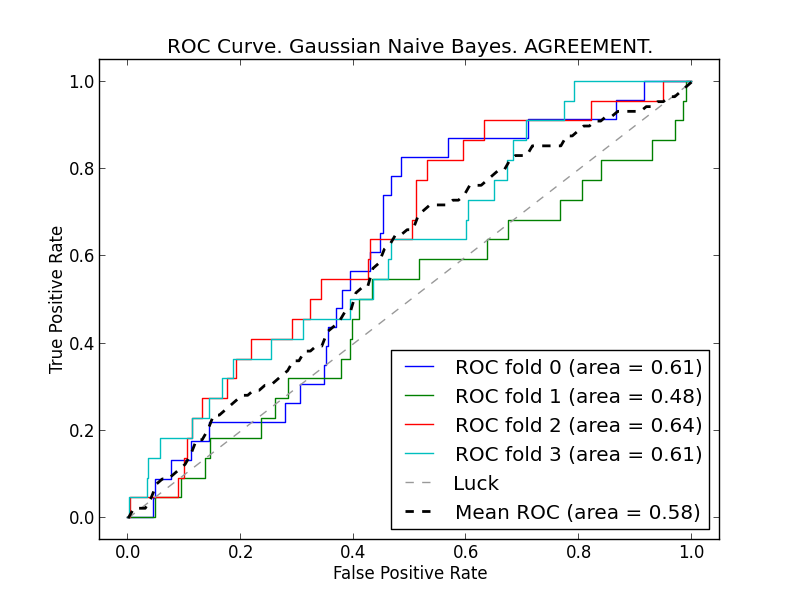 ROC Curve. Gaussian Naive Bayes. AGREEMENT.
True Positive Rate
1.0
0.8
0.6
0.4
0.2
0.0
ROC fold 0 (area = 0.61)
ROC fold 1 (area = 0.48)
ROC fold 2 (area = 0.64)
ROC fold 3 (area = 0.61)
Luck
Mean ROC (area = 0.58)
0.0 0.2 0.4 0.6 0.8 1.0
False Positive Rate